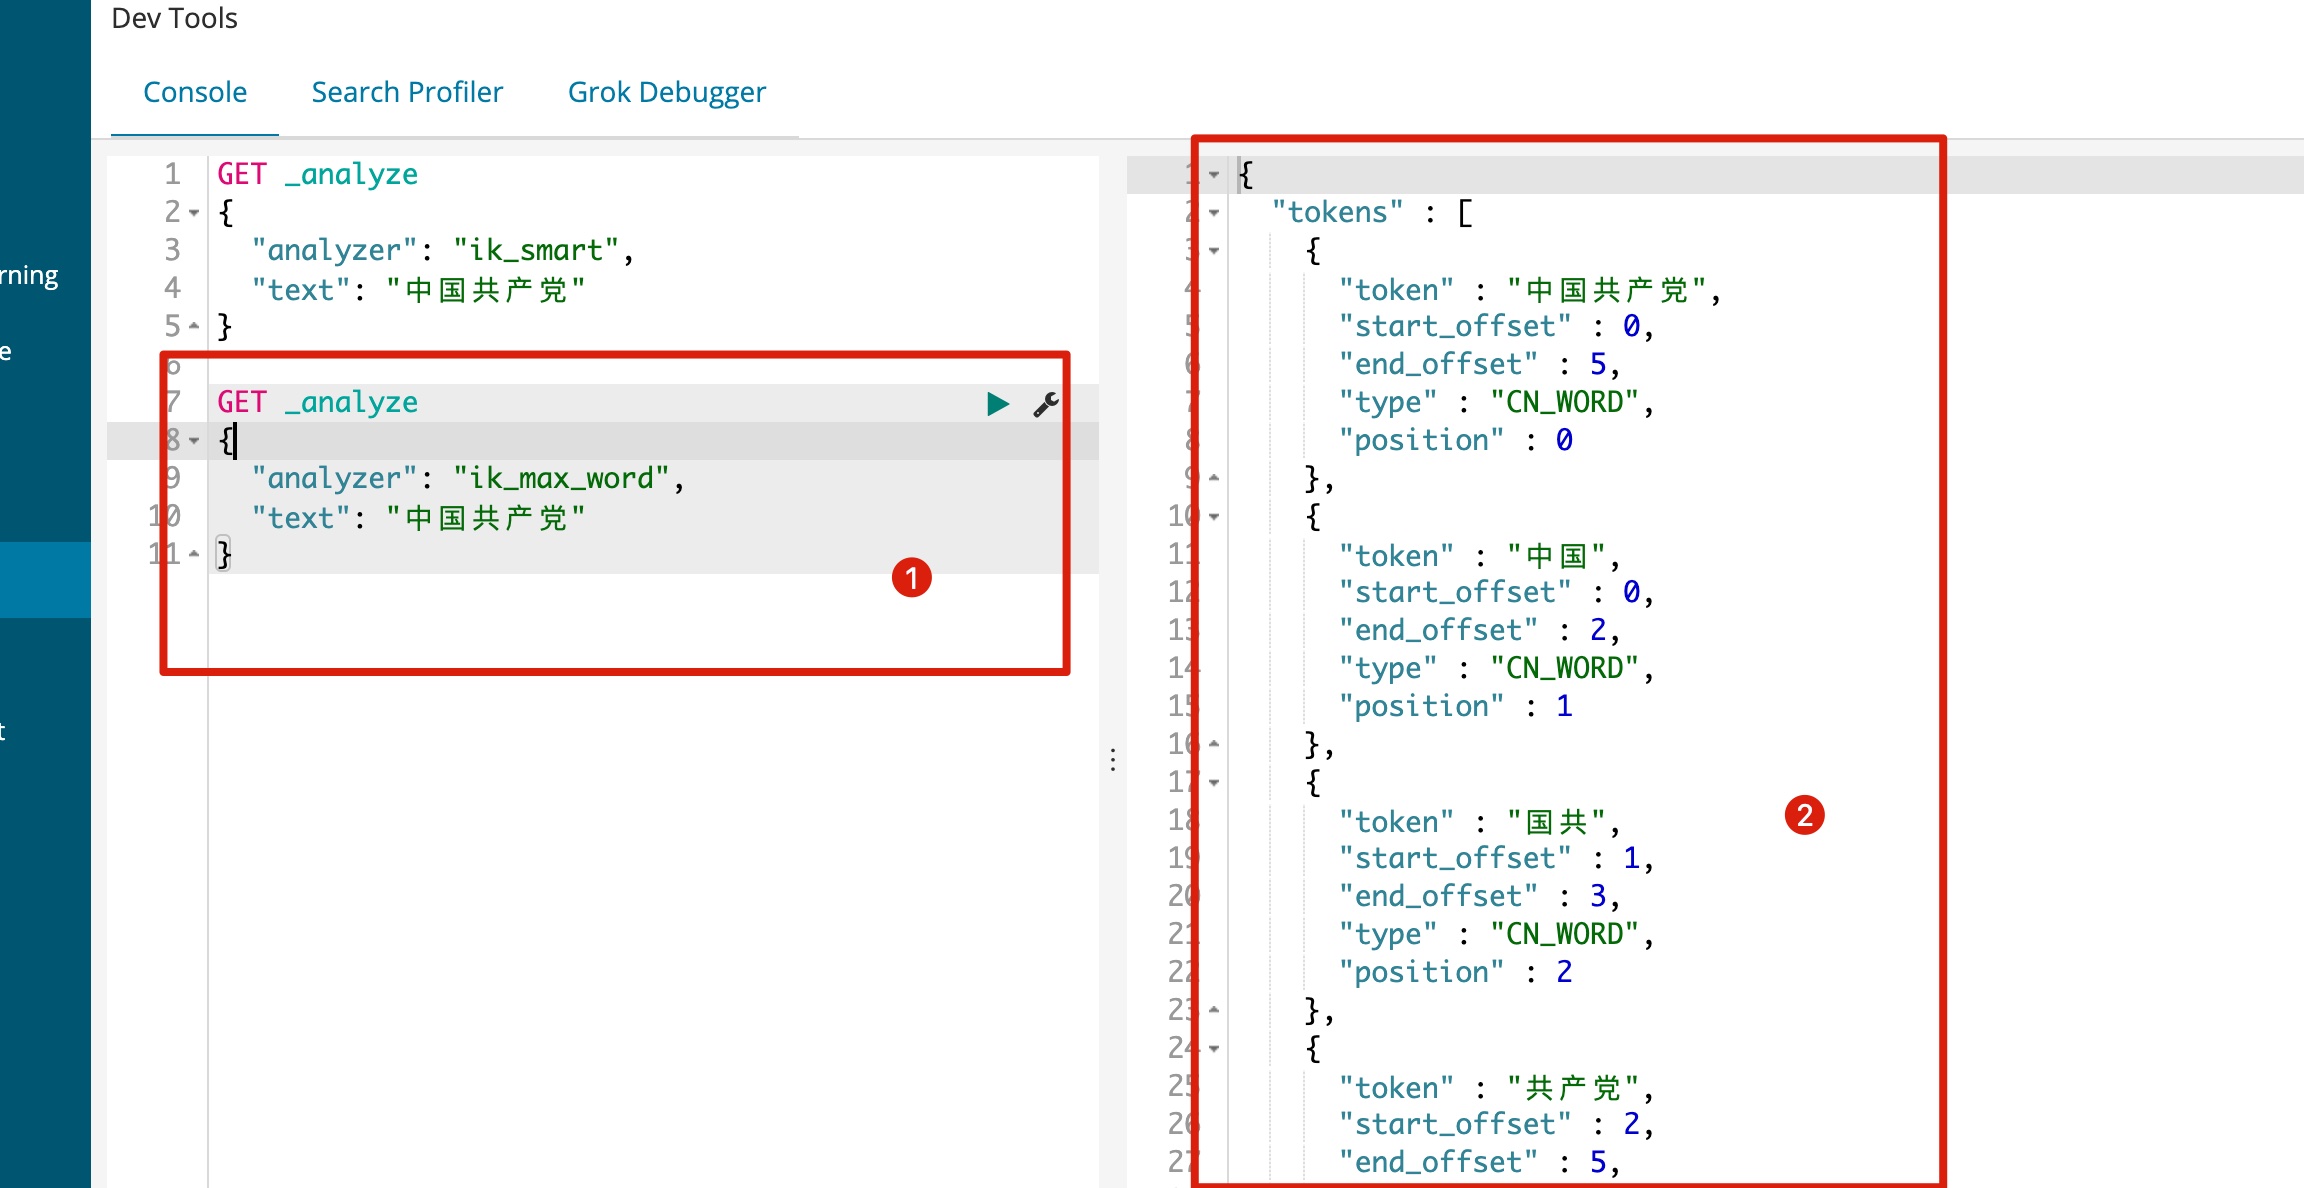 Dev Tools
Console Search Profiler Grok Debugger
rning
e
t
1 GET _analyze
2 {
3 "analyzer": "ik_smart",
4 "text": "中国共产党"
5 }
6
7 GET _analyze
8 {
9 "analyzer": "ik_max_word",
10 "text": "中国共产党"
11 }
1
1 {
2 "tokens" : [
3 {
4 "token" : "中国共产党",
5 "start_offset" : 0,
6 "end_offset" : 5,
7 "type" : "CN_WORD",
8 "position" : 0
9 },
10 {
11 "token" : "中国",
12 "start_offset" : 0,
13 "end_offset" : 2,
14 "type" : "CN_WORD",
15 "position" : 1
16 },
17 {
18 "token" : "国共",
19 "start_offset" : 1,
20 "end_offset" : 3,
21 "type" : "CN_WORD",
22 "position" : 2
23 },
24 {
25 "token" : "共产党",
26 "start_offset" : 2,
27 "end_offset" : 5,
2